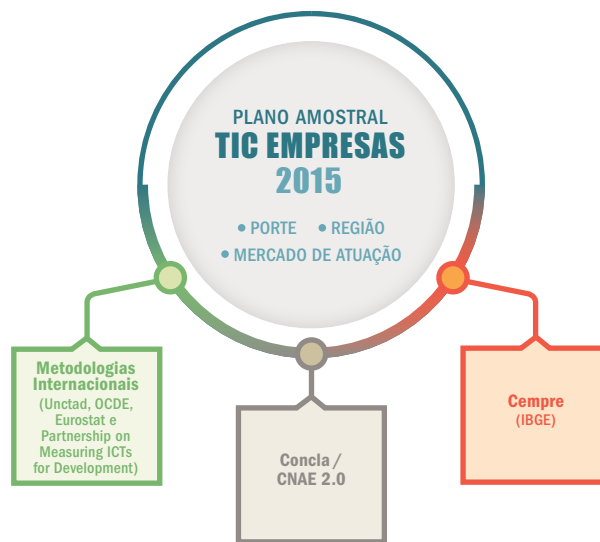 PLANO AMOSTRAL
TIC EMPRESAS
2015
• PORTE • REGIÃO
• MERCADO DE ATUAÇÃO
Metodologias
Internacionais
(Unctad, OCDE,
Eurostat e
Partnership on
Measuring ICTs
for Development)
Concla /
CNAE 2.0
Cempre
(IBGE)